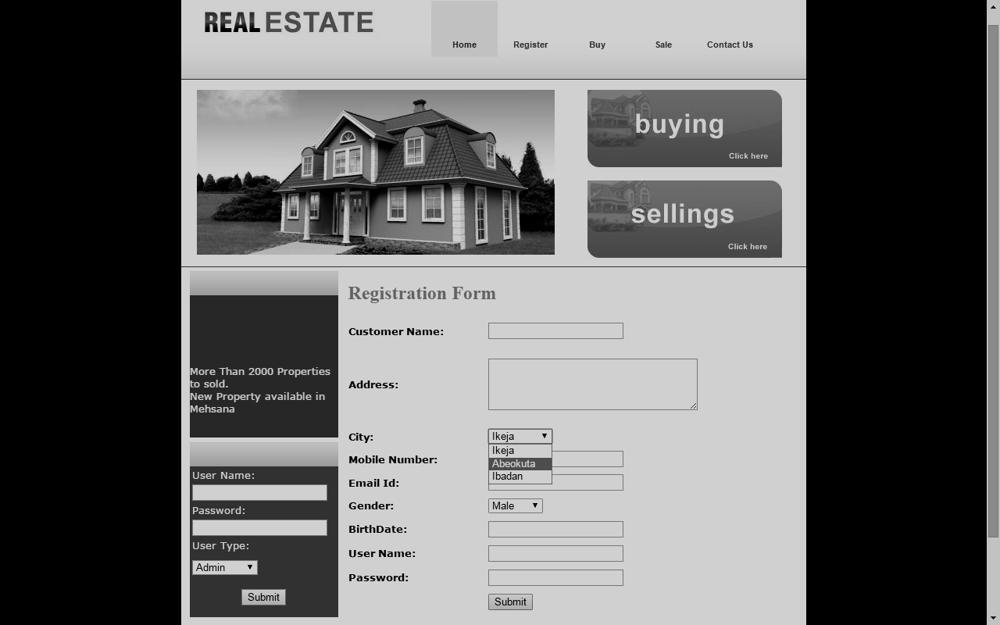 REAL ESTATE
Home
Register
Buy
Sale
Contact Us
buying
Click here
sellings
Click here
More Than 2000 Properties
to sold.
New Property available in
Mehsana
User Name:
Password:
User Type:
Admin
Submit
Registration Form
Customer Name:
Address:
City:
Ikeja
Ikeja
Abeokuta
Ibadan
Mobile Number:
Email Id:
Gender:
Male
BirthDate:
User Name:
Password:
Submit